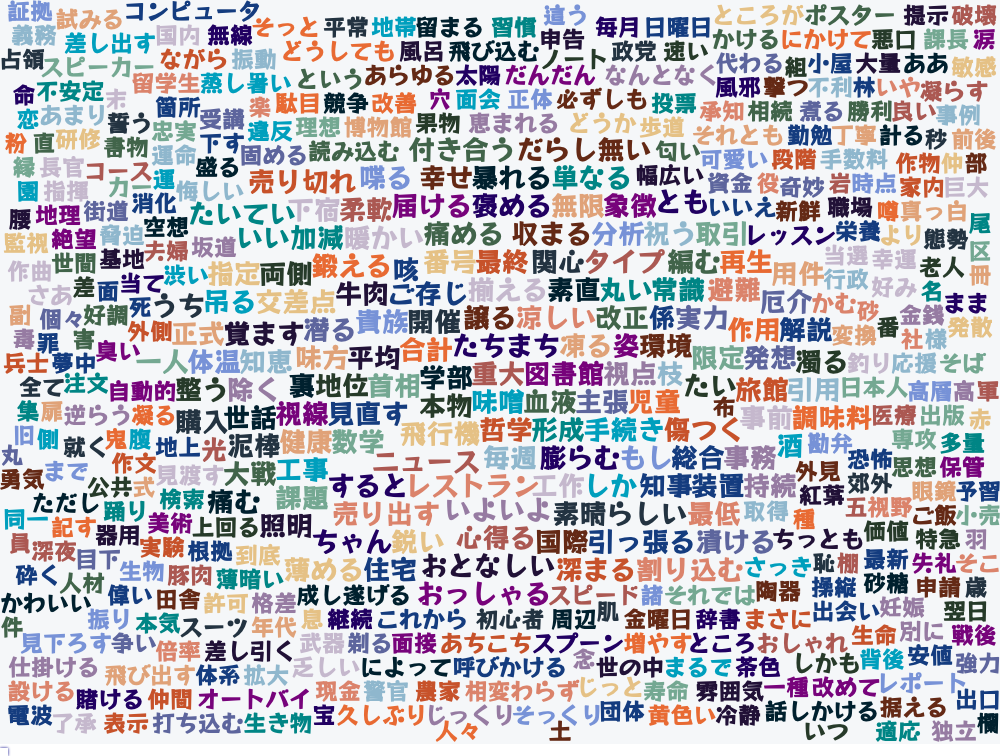 証拠 試みる コンピュータ そっと 平常 地帯 留まる 習慣 違う 毎月 日曜日 ところが ポスター 提示 破壊
義務 差し出す 国内 無線 どうしても 風呂 飛び込む 申告 ノート 政党 速い かける にかけて 悪口 課長 涙
占領 スピーカー ながら 振動 というあらゆる 太陽 だんだん なんとなく 代わる 組 小屋 大量 ああ 敏感
命 不安定 末 留学生 蒸し暑い 楽 駄目 競争 改善 穴 面会 正体 必ずしも 投票 風邪 撃つ 不利 林 いや 凝らす
恋 あまり 誓う 箇所 受講 違反 理想 博物館 果物 恵まれる どうか 歩道 承知 相続 煮る 勝利 良い 事例
粉 直 研修 書物 忠実 下す 固める 読み込む 付き合う だらし無い 匂い それとも 勤勉 丁寧 計る 秒 前後
縁 長官 コース 運命 盛る 売り切れ 喋る 幸せ 暴れる 単なる 幅広い 可愛い 段階 手数料 作物 仲 部
國 指揮 カー 運 悔しい 資金 役 奇妙 岩 時点 家内 巨大
腰 地理 街道 消化 たいてい 下宿 柔軟 届ける 褒める 無限 象徴 とも いいえ 新鮮 職場 噂 真っ白
監視 絶望 脅迫 空想 いい加減 暖かい 痛める 収まる 分析 祝う 取引 レッスン 栄養 より 態勢 尾
作曲 世間 基地 夫婦 坂道 鍛える 咳 番号 最終 関心 タイプ 編む 再生 当選 幸運 老人 区
さあ 差 面 当て 渋い 指定 両側 牛肉 ご存じ 揃える 素直 丸い 常識 避難 用件 行政 好み 名 冊
副 個々 好調 死 うち 吊る 交差点 貴族 開催 譲る 涼しい 改正 係 実力 厄介 かむ 砂 金銭 まま
毒 罪 害 外側 正式 覚ます 潜る 作用 解説 変換 番 社 様 発散
兵士 夢中 臭い 一人 体温 知恵 味方 平均 合計 たちまち 凍る 姿 環境 限定 発想 濁る 釣り 応援 そば
全て 注文 自動的 整う 除く 裏 地位 首相 学部 重大 図書館 視点 枝 たい 旅館 引用 日本人 高層 高 軍
集 扉 逆らう 凝る 購入 世話 視線 見直す 本物 味噌 血液 主張 児童 布 事前 調味料 医療 出版 赤
旧 側 就く 鬼 腹 地上 光 泥棒 健康 数学 飛行機 哲学 形成 手続き 傷つく 酒 勘弁 専攻 多量
丸 まで 作文 見渡す 大戦 工事 ニュース 毎週 膨らむ もし 総合 事務 外見 恐怖 思想 保管
勇気 公共 式 検索 痛む 課題 すると レストラン 工作 しか 知事 装置 持続 紅葉 郊外 眼鏡 予習
同一 ただし 踊り 売り出す いよいよ 素晴らしい 最低 取得 種 五 視野 ご飯 小売
員 記す 器用 美術 上回る 照明 ちゃん 鋭い 心得る 国際 引っ張る 漬ける ちっとも 価値 特急 羽
深夜 目下 実験 根拠 到底 薄める 住宅 おとなしい 深まる 割り込む さっき 恥 棚 最新 失礼 そこ
砕く 人材 生物 豚肉 薄暗い 成し遂げる おっしゃる スピード 諸 それでは 陶器 操縦 砂糖 申請 歳
かわいい 偉い 田舎 許可 格差 息 継続 これから 初心者 周辺 肌 金曜日 辞書 まさに 出会い 妊娠 翌日
件 振り 本気 スーツ 年代 武器 剃る 面接 あちこち スプーン 増やす ところ おしゃれ 生命 別に 戦後
見下ろす 争い 倍率 差し引く 乏しい によって 呼びかける 念 世の中 まるで 茶色 しかも 背後 安値 強力
仕掛ける 飛び出す 体系 拡大 現金 警官 農家 相変わらず じっと 寿命 雰囲気 一種 改めて レポート 出口
設ける 賭ける 仲間 オートバイ 久しぶり じっくり そっくり 団体 黄色い 冷静 話しかける 据える 欄
電波 了承 表示 打ち込む 生き物 宝 人々 土 いつ 適応 独立